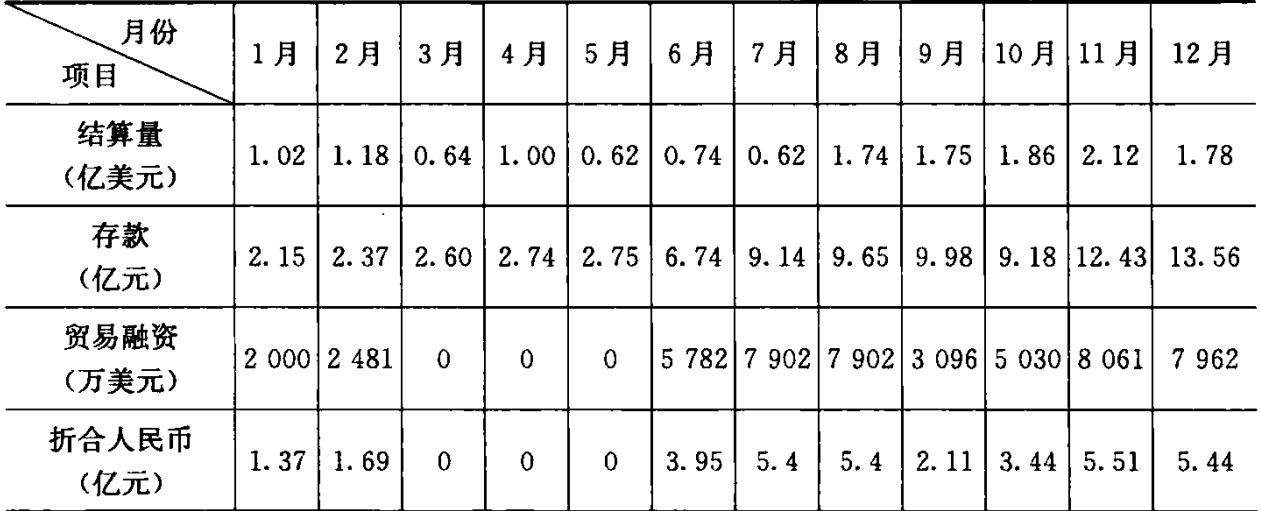 月份
项目
1月 2月 3月 4月 5月 6月 7月 8月 9月 10月 11月 12月
结算量
(亿美元)
1.02 1.18 0.64 1.00 0.62 0.74 0.62 1.74 1.75 1.86 2.12 1.78
存款
(亿元)
2.15 2.37 2.60 2.74 2.75 6.74 9.14 9.65 9.98 9.18 12.43 13.56
贸易融资
(万美元)
2 000 2 481 0 0 0 5 782 7 902 7 902 3 096 5 030 8 061 7 962
折合人民币
(亿元)
1.37 1.69 0 0 0 3.95 5.4 5.4 2.11 3.44 5.51 5.44